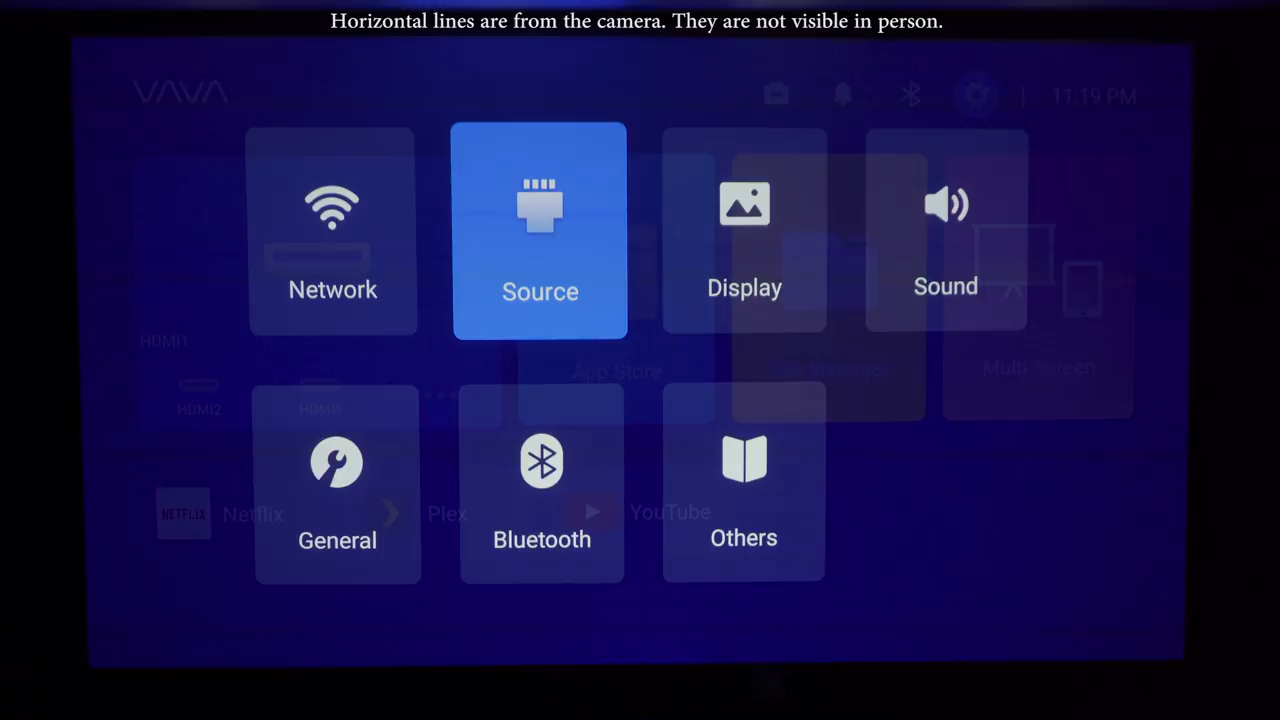 Horizontal lines are from the camera. They are not visible in person.
VAVA
11:19 PM
Network
Source
Display
Sound
HDMI1
App Store
Multi-Screen
HDMI2
HDMI3
NETFLIX
Netflix
Plex
YouTube
General
Bluetooth
Others